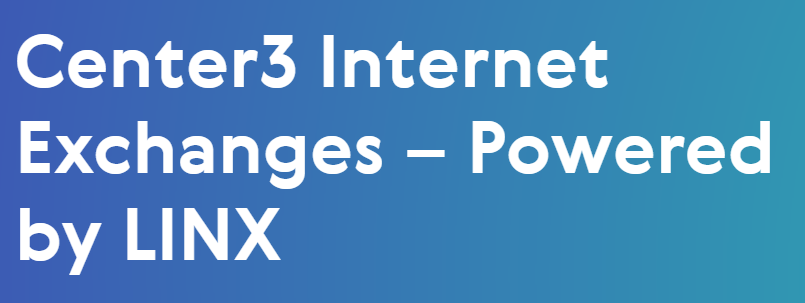 Center3 Internet
Exchanges – Powered
by LINX